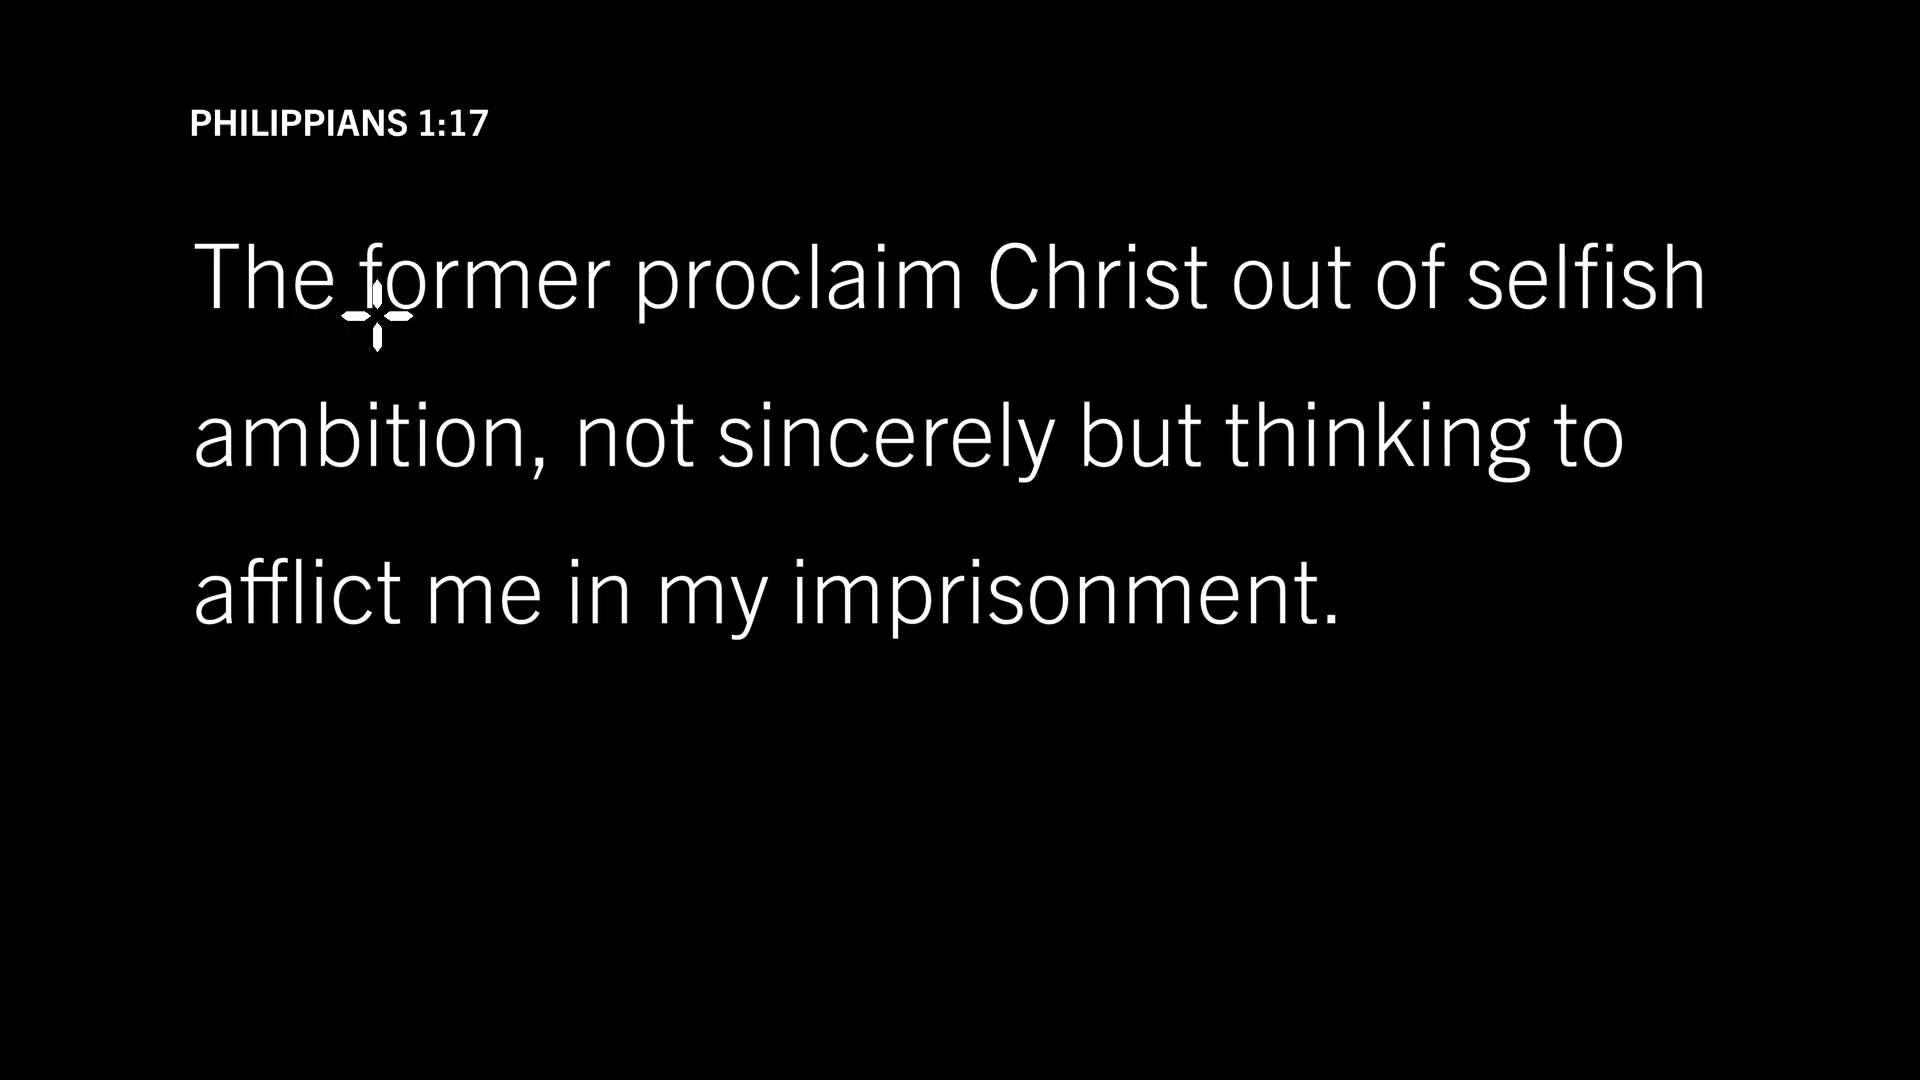 PHILIPPIANS 1:17
The former proclaim Christ out of selfish
ambition, not sincerely but thinking to
afflict me in my imprisonment.